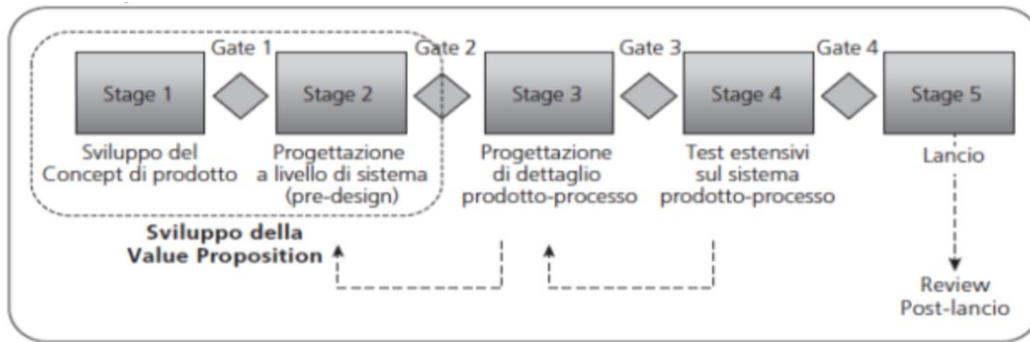 Gate 1
Gate 2
Gate 3
Gate 4
Stage 1
Stage 2
Stage 3
Stage 4
Stage 5
Sviluppo del
Concept di prodotto
Progettazione
a livello di sistema
(pre-design)
Progettazione
di dettaglio
prodotto-processo
Test estensivi
sul sistema
prodotto-processo
Lancio
Sviluppo della
Value Proposition
Review
Post-lancio